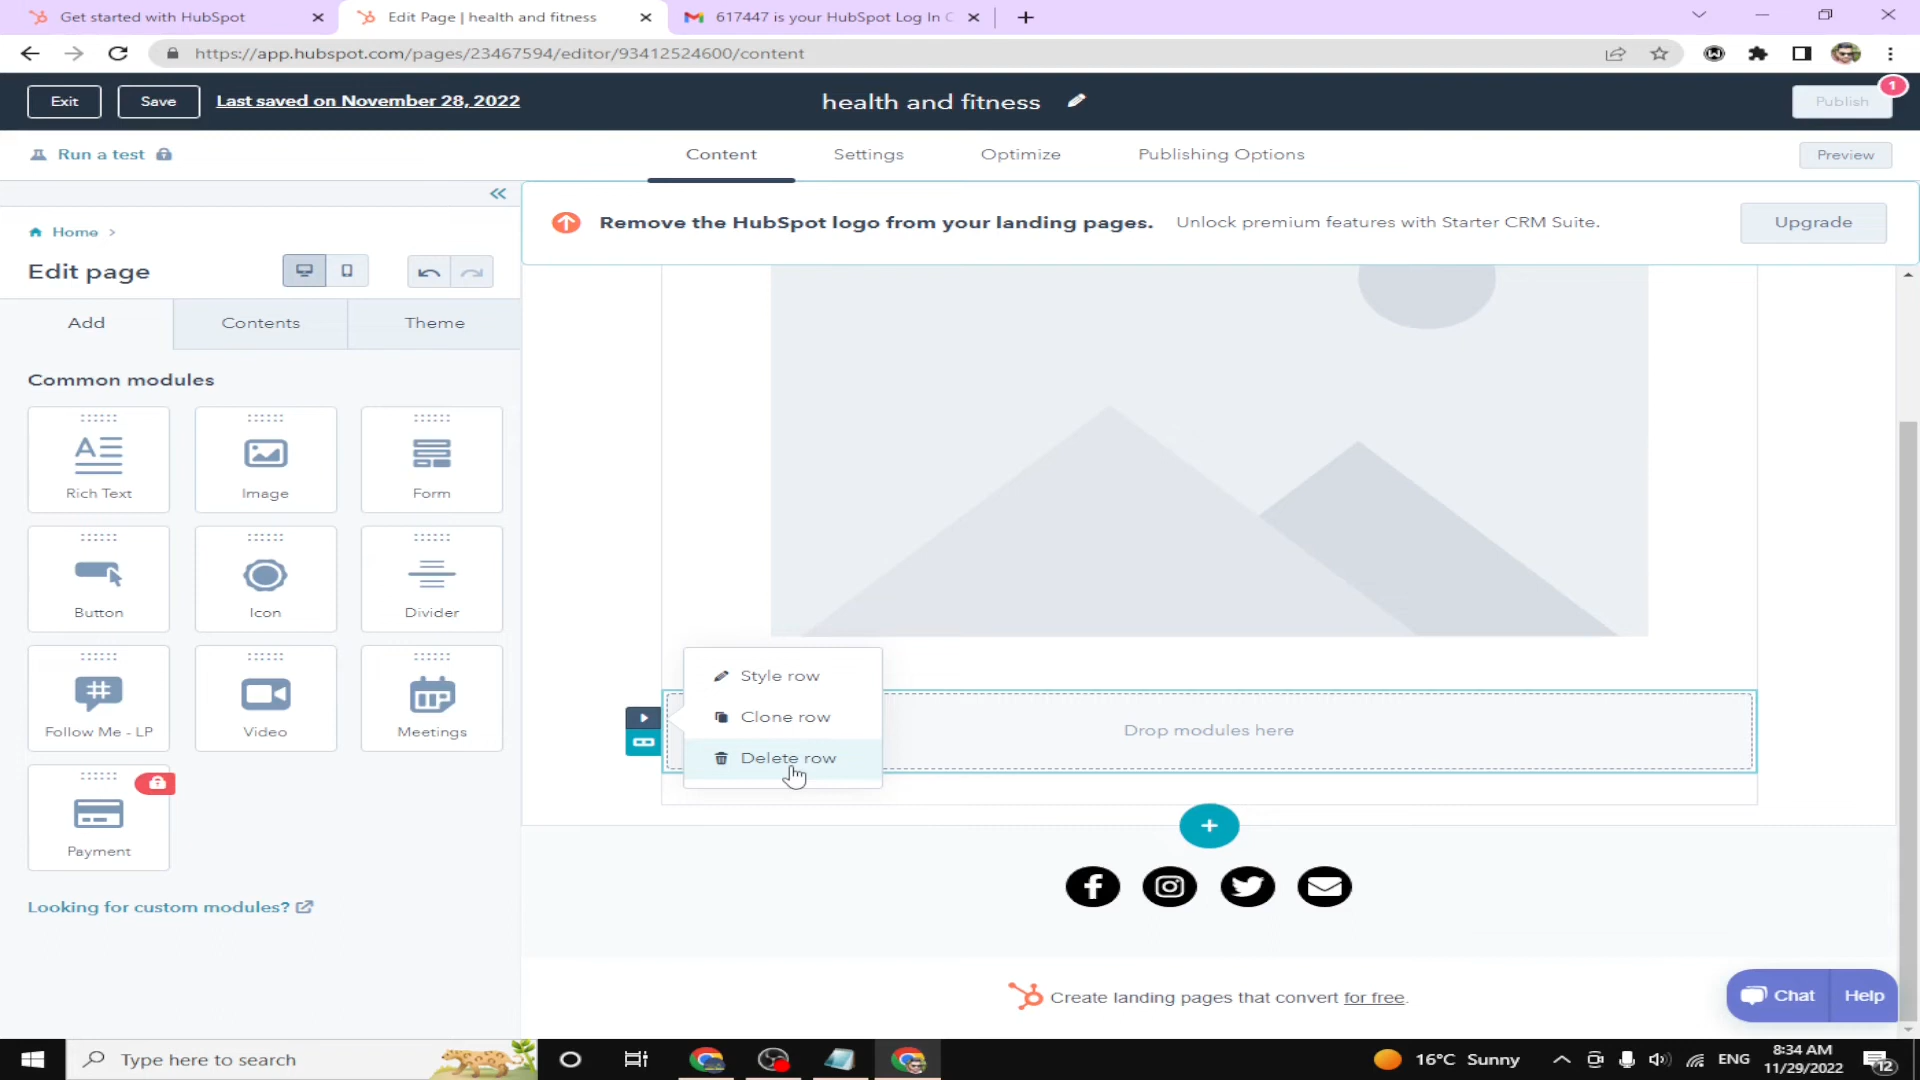 Get started with HubSpot
Edit Page | health and fitness
617447 is your HubSpot Log In C
https://app.hubspot.com/pages/23467594/editor/93412524600/content
Exit
Save
Last saved on November 28, 2022
health and fitness
Publish
1
Run a test
Content
Settings
Optimize
Publishing Options
Preview
Remove the HubSpot logo from your landing pages.
Unlock premium features with Starter CRM Suite.
Upgrade
Home
Edit page
Add
Contents
Theme
Common modules
Rich Text
Image
Form
Button
Icon
Divider
Follow Me - LP
Video
Meetings
Payment
Looking for custom modules?
Style row
Clone row
Delete row
Drop modules here
Create landing pages that convert for free.
Chat
Help
Type here to search
16°C Sunny
ENG
8:34 AM
11/29/2022
12